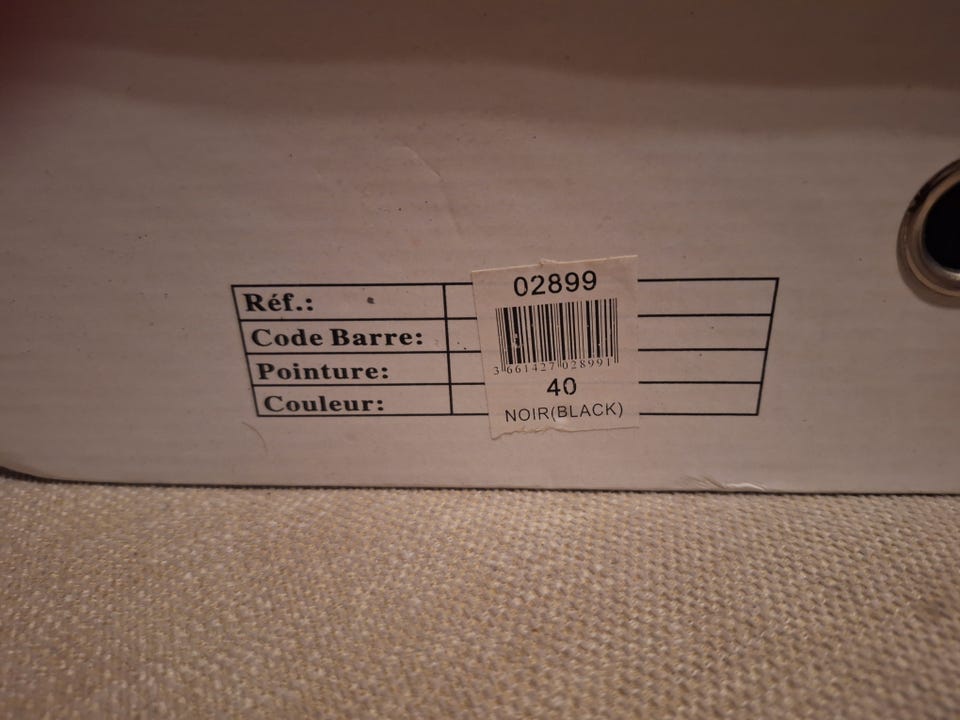 Réf.:
02899
Code Barre:
3 661427 028991
Pointure:
40
Couleur:
NOIR(BLACK)